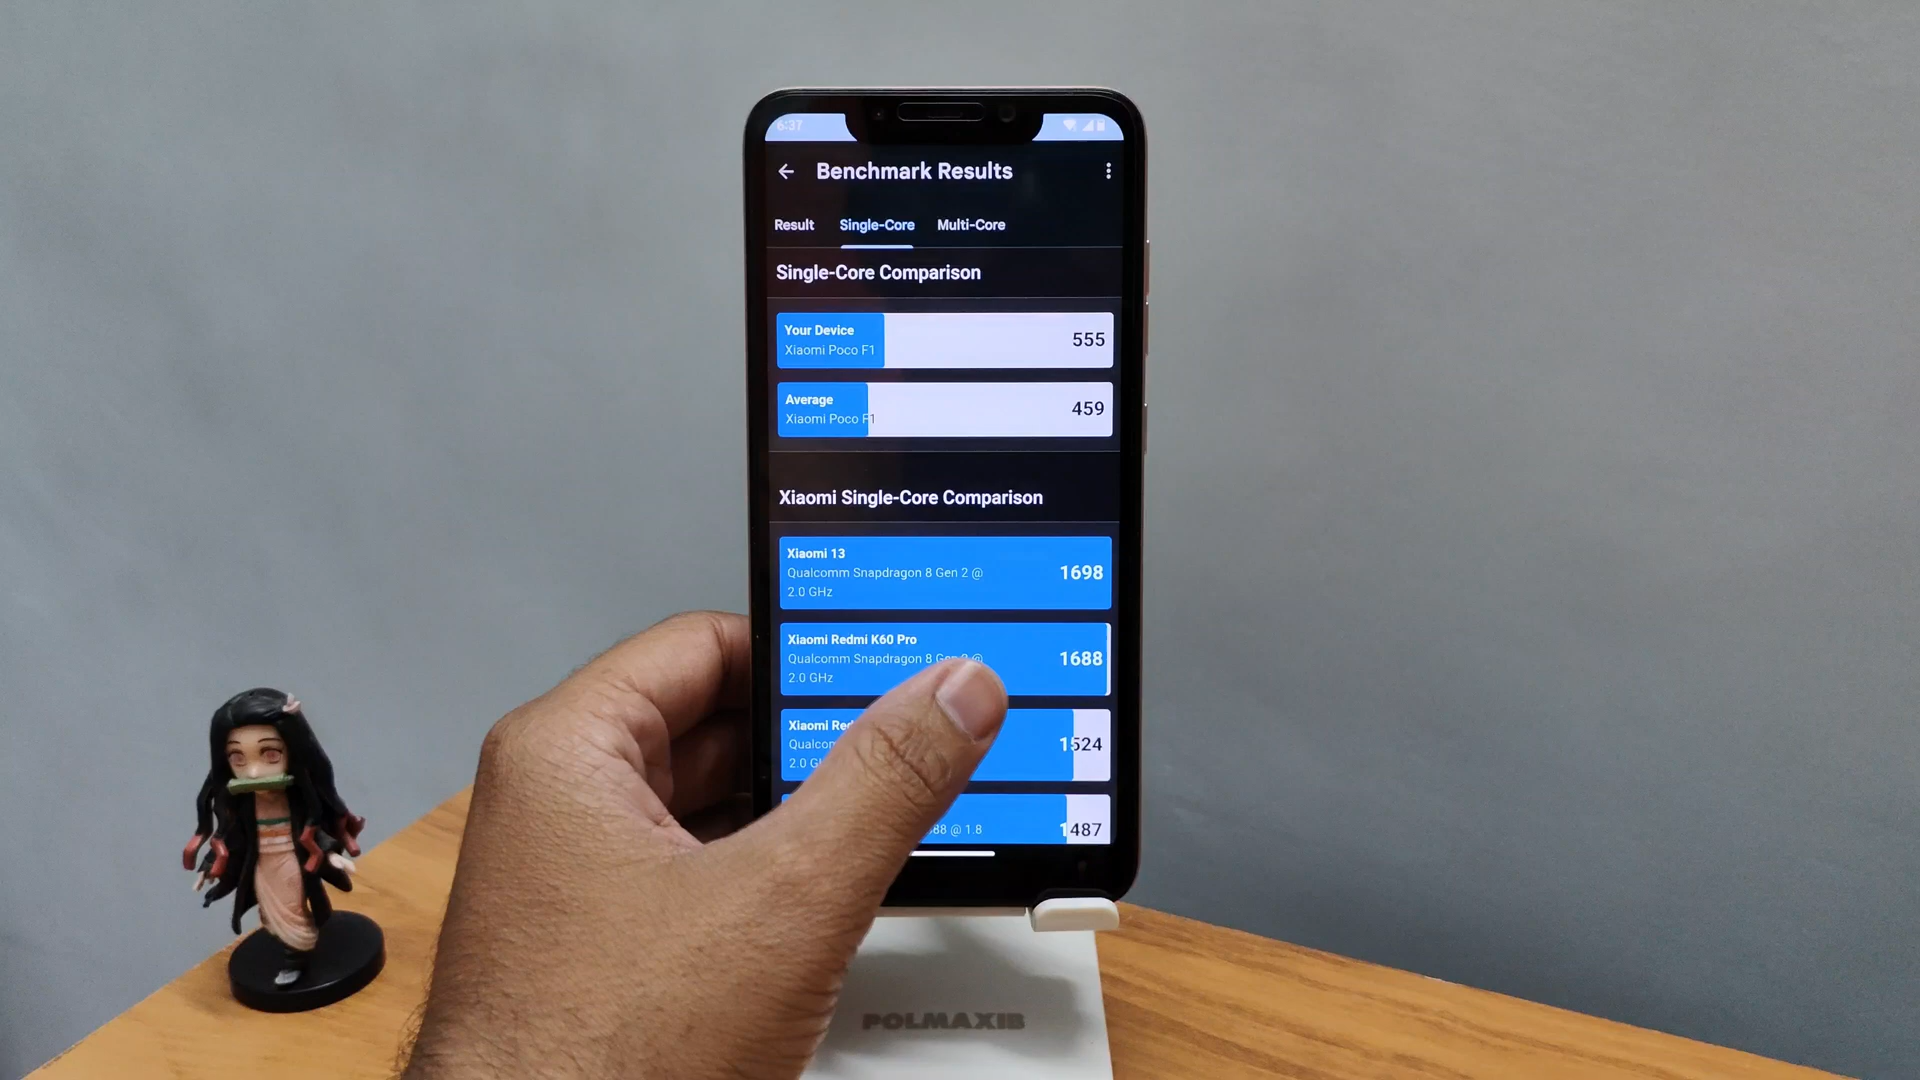 6:37
Benchmark Results
Result Single-Core Multi-Core
Single-Core Comparison
Your Device
Xiaomi Poco F1
555
Average
Xiaomi Poco F1
459
Xiaomi Single-Core Comparison
Xiaomi 13
Qualcomm Snapdragon 8 Gen 2 @
2.0 GHz
1698
Xiaomi Redmi K60 Pro
Qualcomm Snapdragon 8 Gen 2 @
2.0 GHz
1688
Xiaomi
2.0
1524
@ 1.8
1487
POLMAXIB